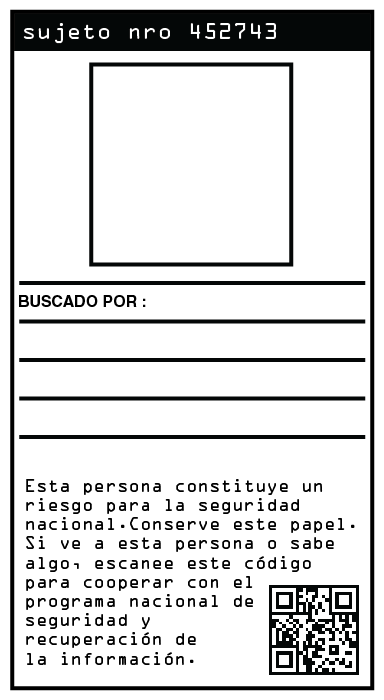 sujeto nro 452743
BUSCADO POR :
Esta persona constituye un
riesgo para la seguridad
nacional.Conserve este papel.
Si ve a esta persona o sabe
algo, escanee este código
para cooperar con el
programa nacional de
seguridad y
recuperación de
la información.